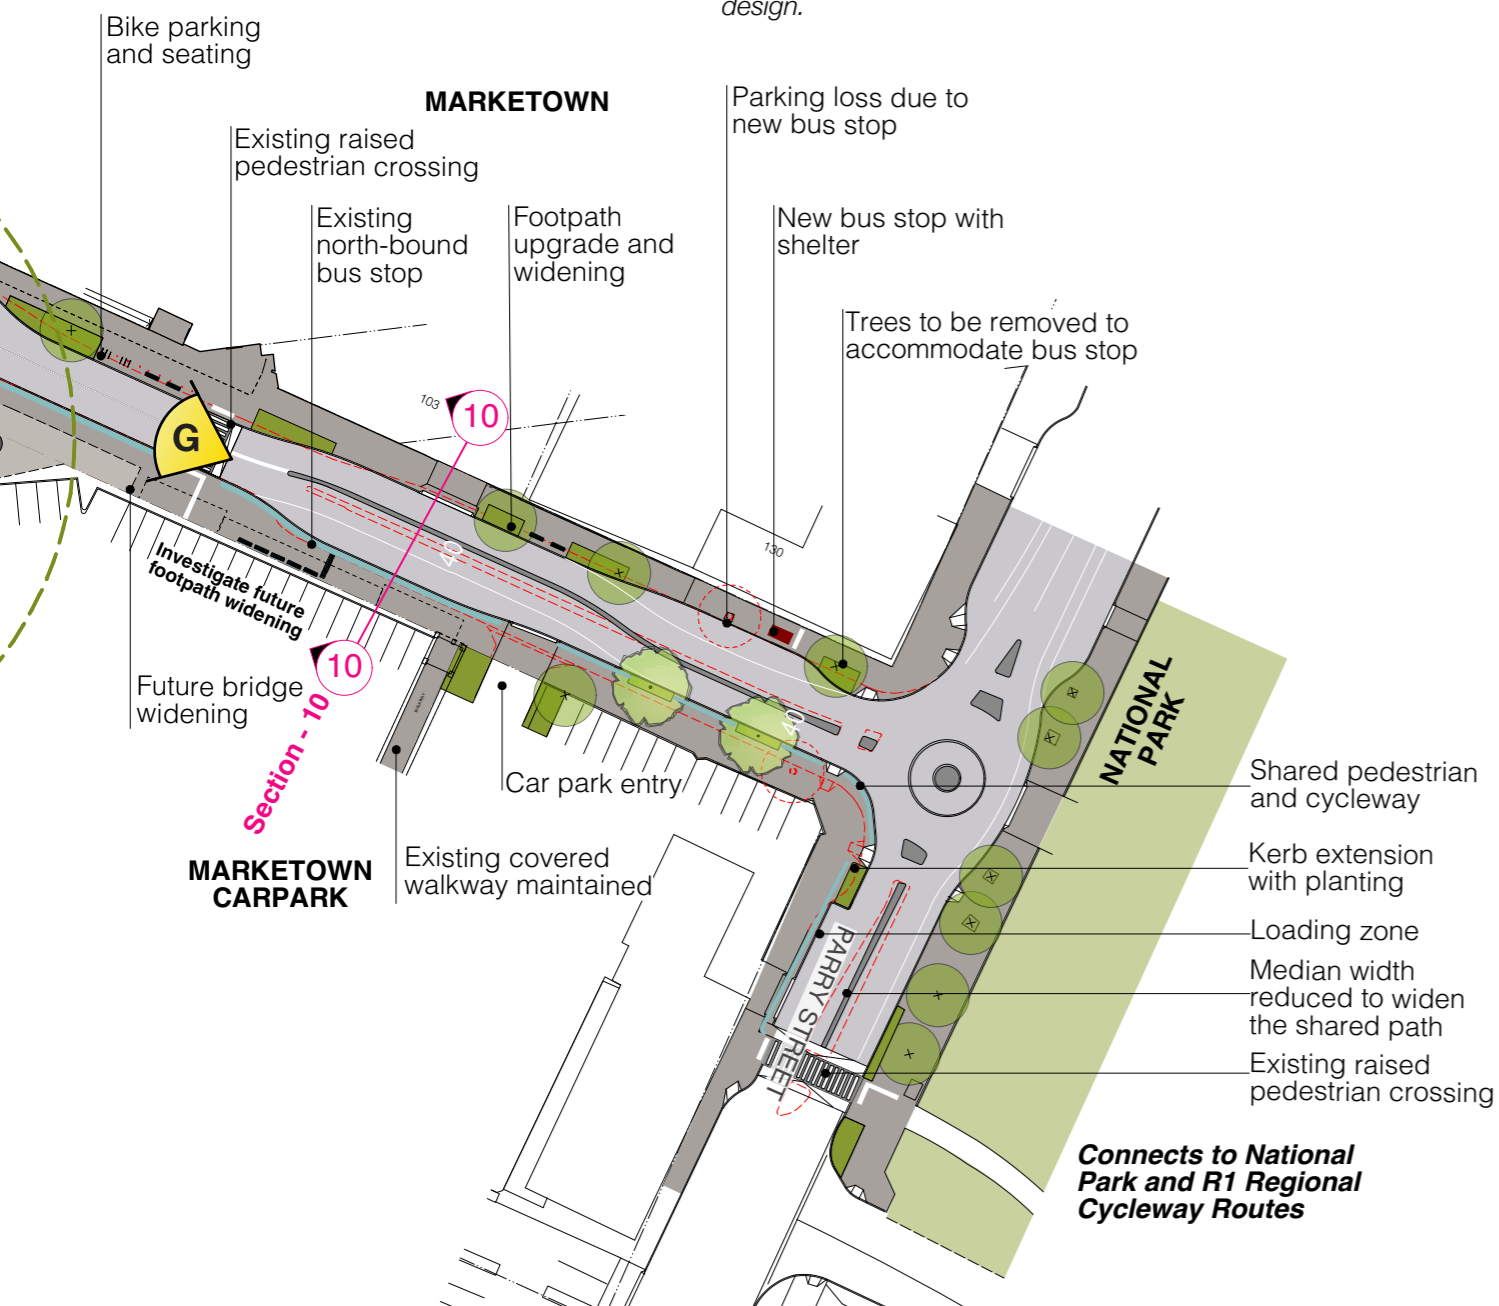 design.
Bike parking
and seating
MARKETOWN
Parking loss due to
new bus stop
Existing raised
pedestrian crossing
Existing
north-bound
bus stop
Footpath
upgrade and
widening
New bus stop with
shelter
Trees to be removed to
accommodate bus stop
103
10
G
40
130
Investigate future
footpath widening
10
Future bridge
widening
Section - 10
NATIONAL
PARK
40
Car park entry
Shared pedestrian
and cycleway
MARKETOWN
CARPARK
Existing covered
walkway maintained
Kerb extension
with planting
Loading zone
PARRY STREET
Median width
reduced to widen
the shared path
Existing raised
pedestrian crossing
Connects to National
Park and R1 Regional
Cycleway Routes